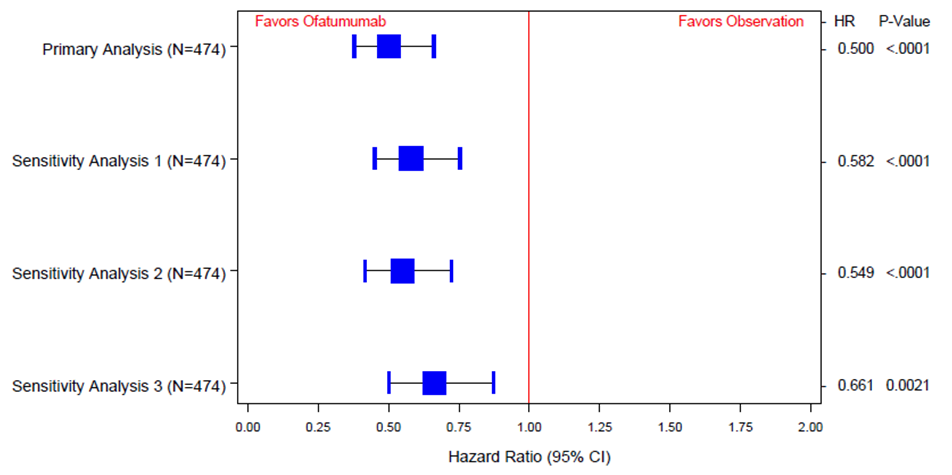 Favors Ofatumumab Favors Observation HR P-Value
Primary Analysis (N=474) 0.500 <.0001
Sensitivity Analysis 1 (N=474) 0.582 <.0001
Sensitivity Analysis 2 (N=474) 0.549 <.0001
Sensitivity Analysis 3 (N=474) 0.661 0.0021
0.00 0.25 0.50 0.75 1.00 1.25 1.50 1.75 2.00
Hazard Ratio (95% CI)